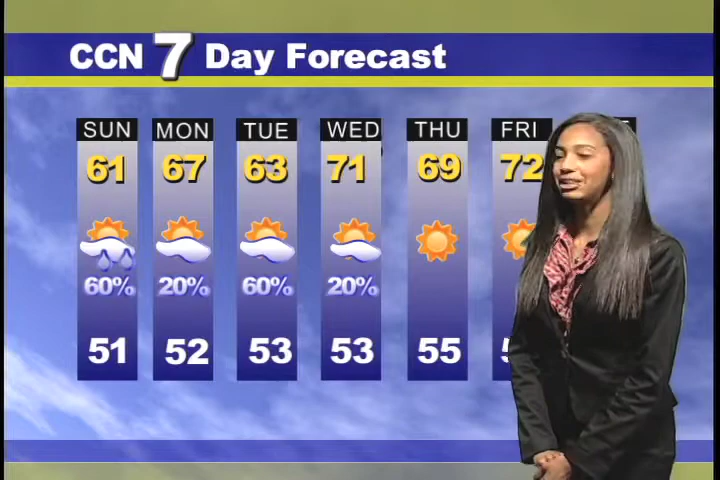 CCN 7 Day Forecast
SUN MON TUE WED THU FRI
61 67 63 71 69 72
60% 20% 60% 20%
51 52 53 53 55